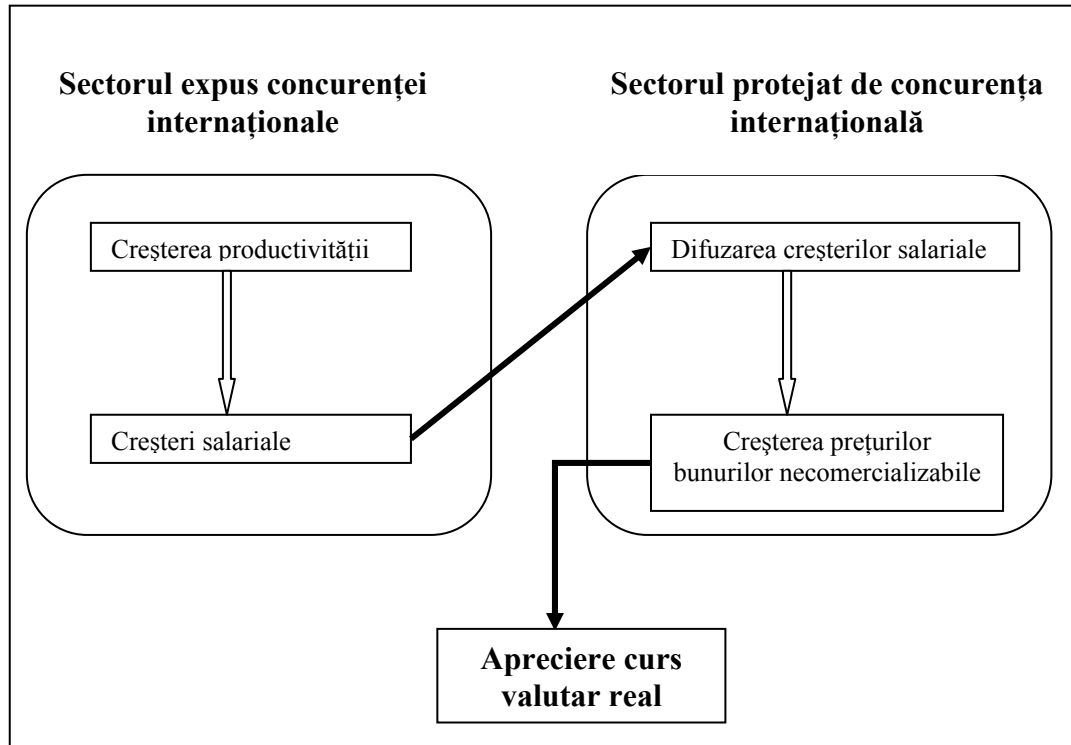 Sectorul expus concurenței
internaționale
Sectorul protejat de concurența
internațională
Creșterea productivității
Difuzarea creșterilor salariale
Creșteri salariale
Creşterea prețurilor
bunurilor necomercializabile
Apreciere curs
valutar real